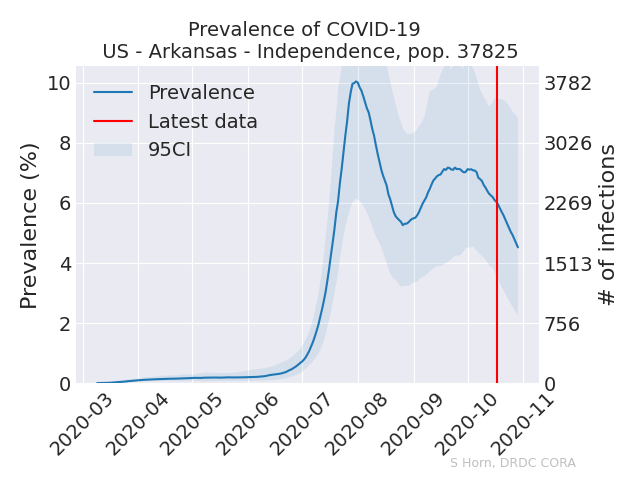 Prevalence of COVID-19
US - Arkansas - Independence, pop. 37825
Prevalence
Latest data
95CI
Prevalence (%)
10
8
6
4
2
0
3782
3026
2269
1513
756
0
# of infections
2020-03
2020-04
2020-05
2020-06
2020-07
2020-08
2020-09
2020-10
2020-11
S Horn, DRDC CORA